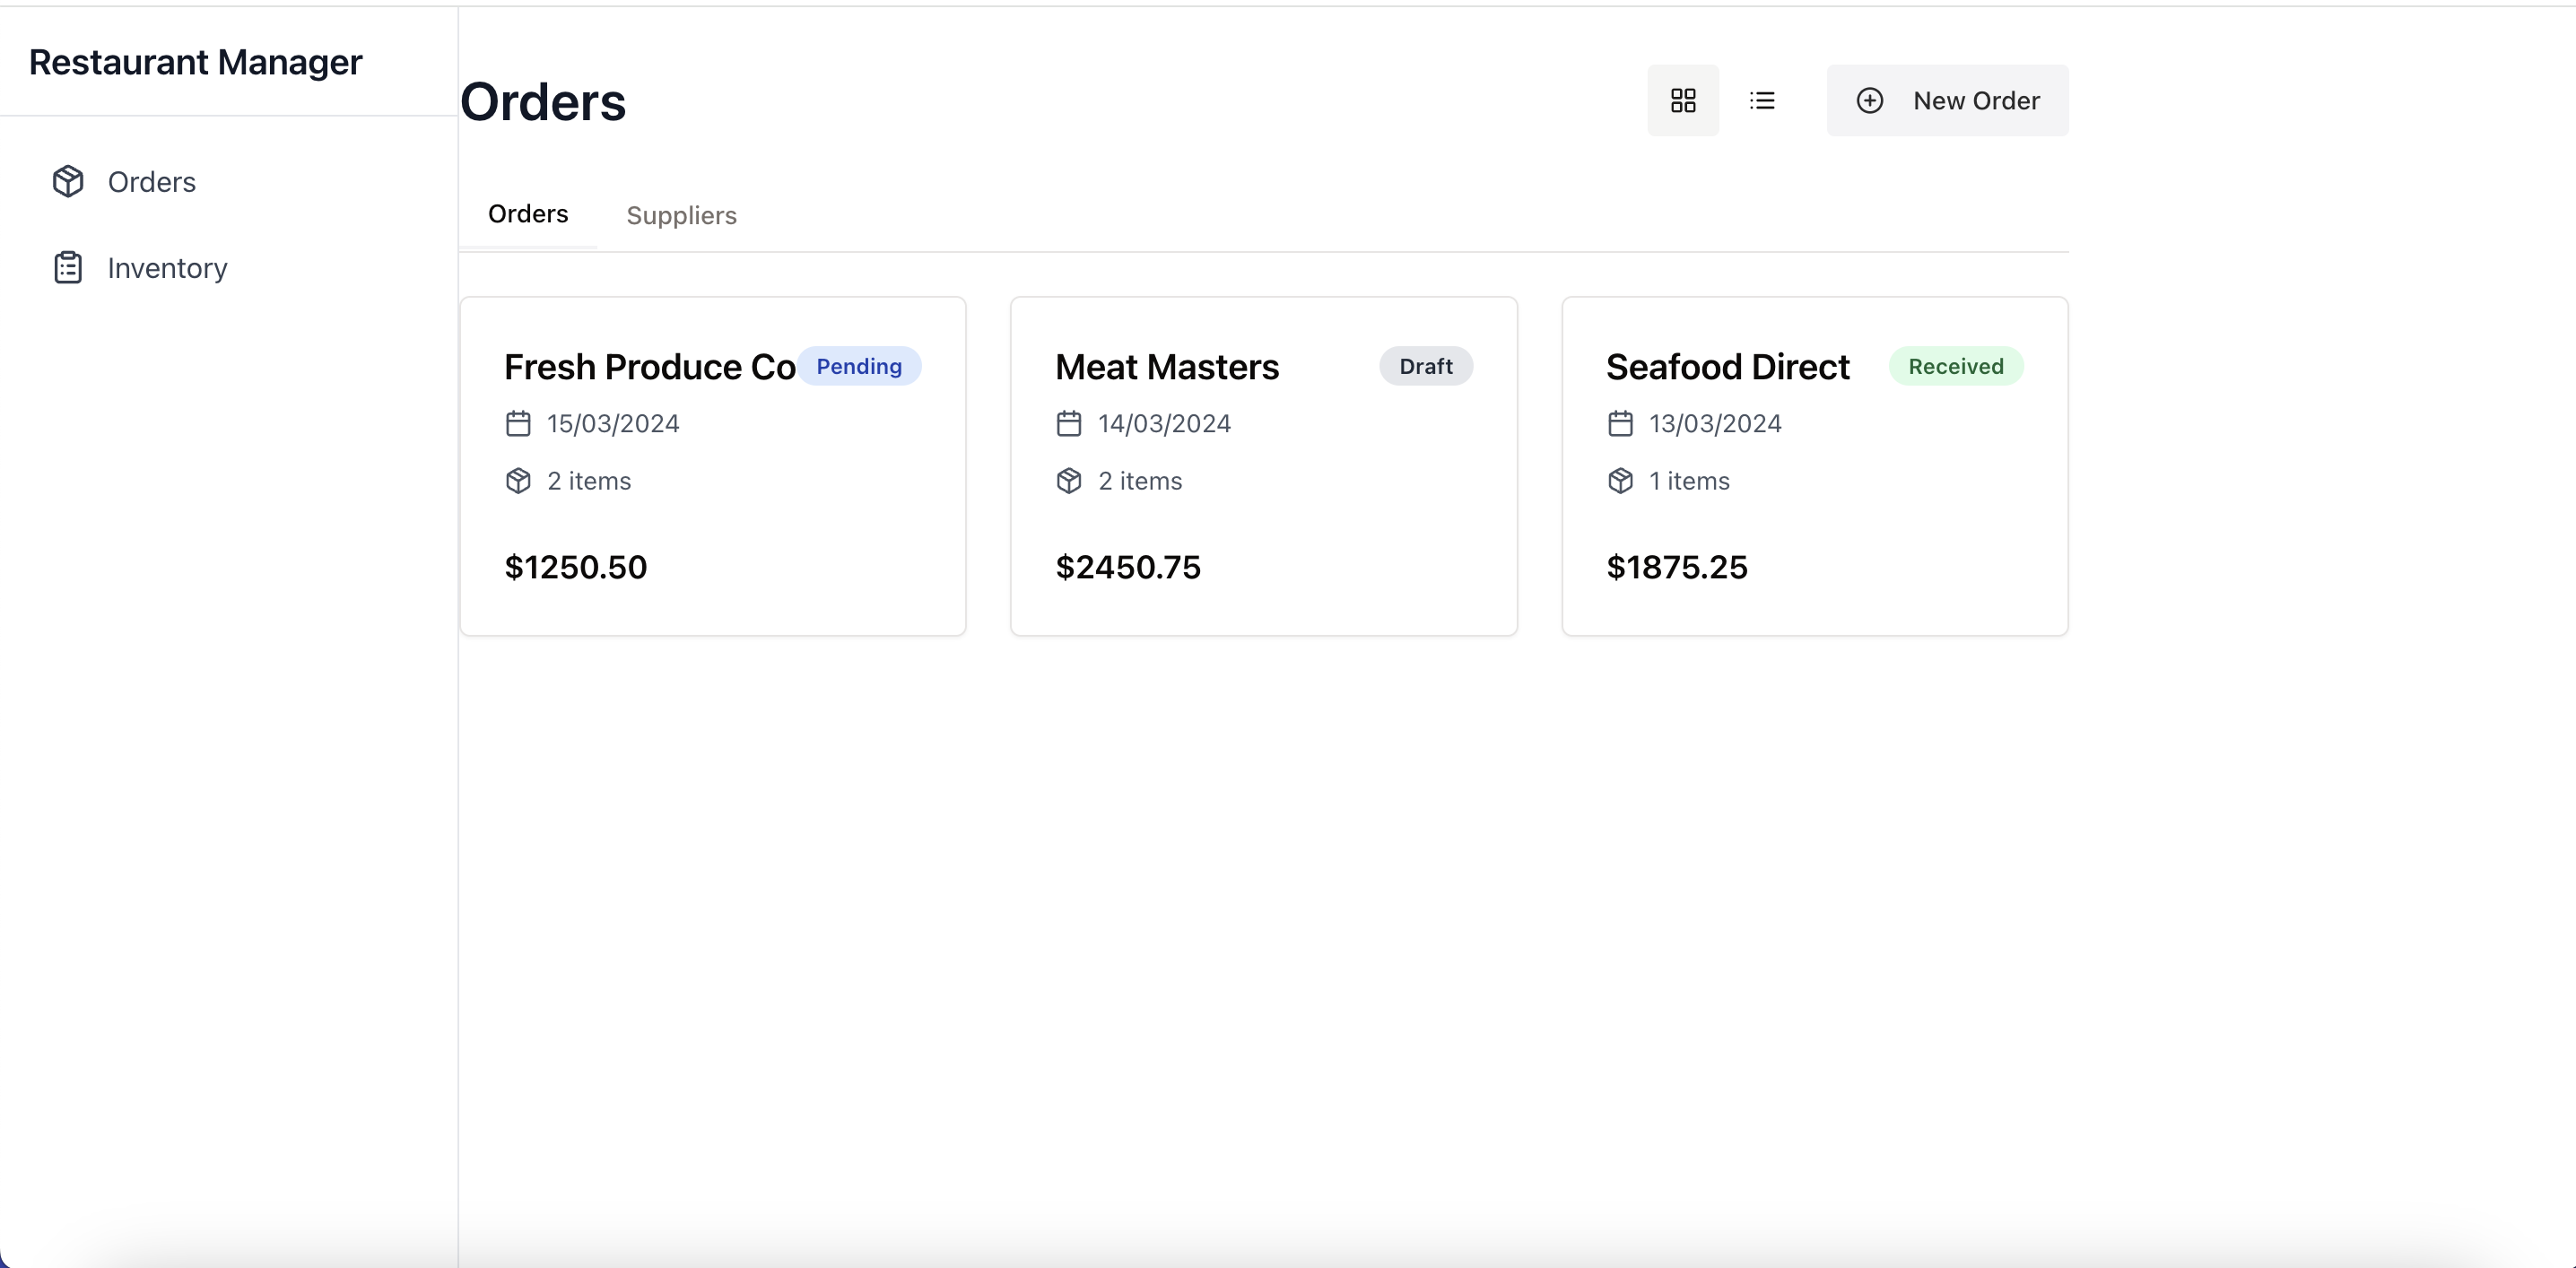 Restaurant Manager
Orders
Inventory
Orders
New Order
Orders
Suppliers
Fresh Produce Co
Pending
15/03/2024
2 items
$1250.50
Meat Masters
Draft
14/03/2024
2 items
$2450.75
Seafood Direct
Received
13/03/2024
1 items
$1875.25